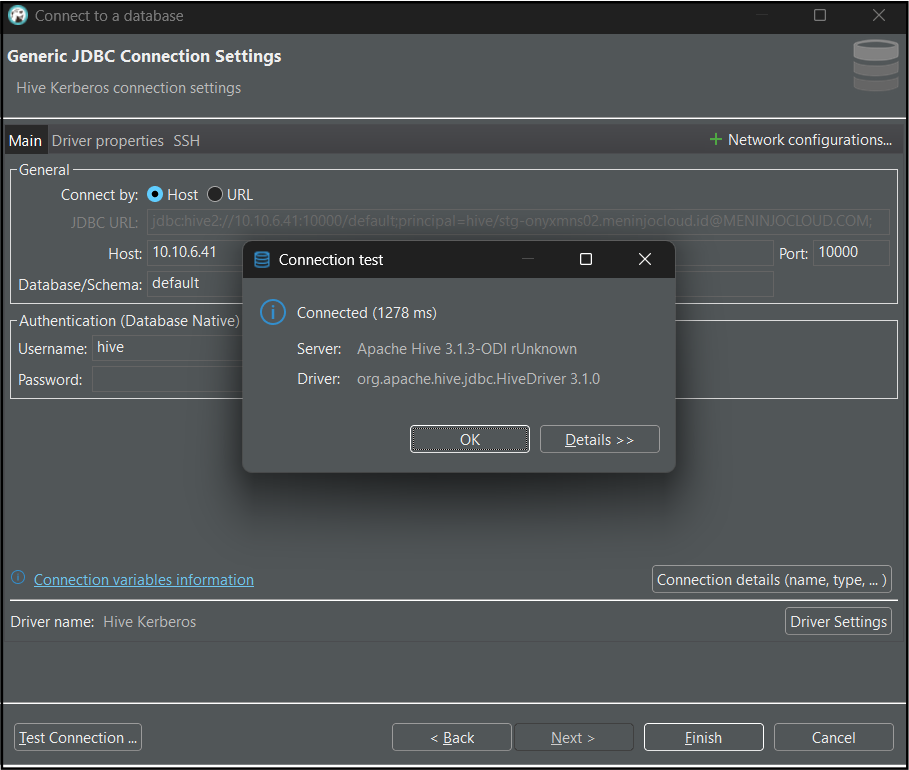 Connect to a database
Generic JDBC Connection Settings
Hive Kerberos connection settings
Main Driver properties SSH + Network configurations...
General
Connect by: Host URL
JDBC URL: jdbc:hive2://10.10.6.41:10000/default;principal=hive/stg-onyxmns02.meninjocloud.id@MENINJOCLOUD.COM;
Host: 10.10.6.41 Port: 10000
Database/Schema: default
Authentication (Database Native)
Username: hive
Password:
Connection test
Connected (1278 ms)
Server: Apache Hive 3.1.3-ODI rUnknown
Driver: org.apache.hive.jdbc.HiveDriver 3.1.0
OK Details >>
Connection variables information Connection details (name, type, ... )
Driver name: Hive Kerberos Driver Settings
Test Connection ... < Back Next > Finish Cancel